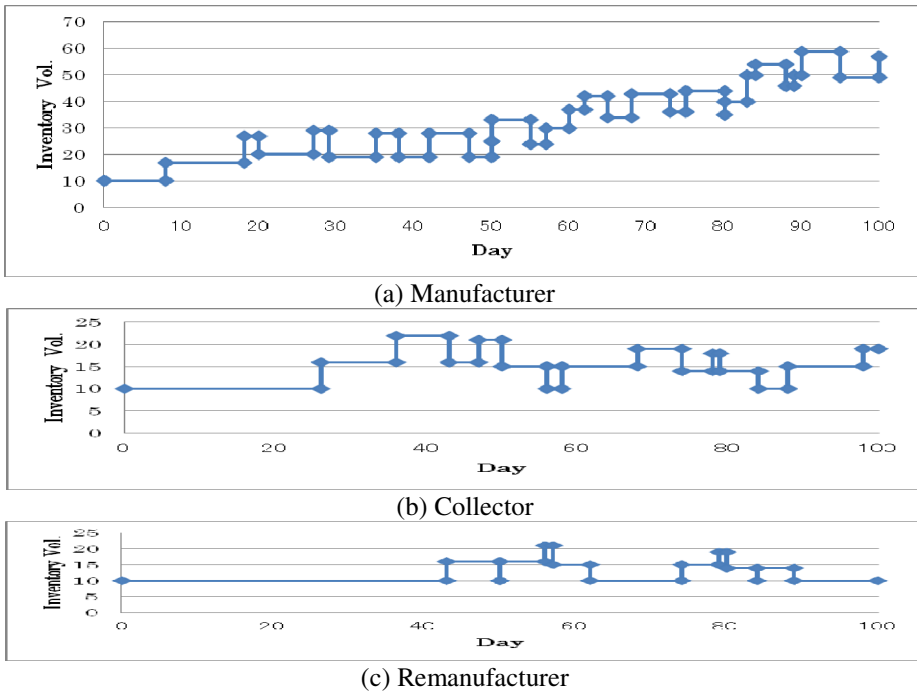 Inventory Vol.
70
60
50
40
30
20
10
0
0 10 20 30 40 50 60 70 80 90 100
Day
(a) Manufacturer
Inventory Vol.
25
20
15
10
5
0
0 20 40 60 80 100
Day
(b) Collector
Inventory Vol.
25
20
15
10
5
0
0 20 40 60 80 100
Day
(c) Remanufacturer